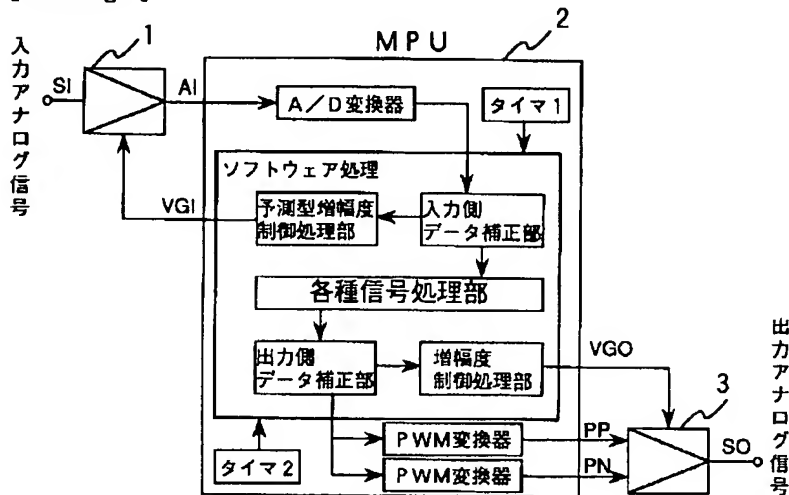 入力アナログ信号
1
SI
AI
MPU
2
A/D変換器
タイマ1
ソフトウェア処理
VGI
予測型増幅度
制御処理部
入力側
データ補正部
各種信号処理部
出力側
データ補正部
増幅度
制御処理部
VGO
出力アナログ信号
3
タイマ2
PWM変換器
PP
PWM変換器
PN
SO